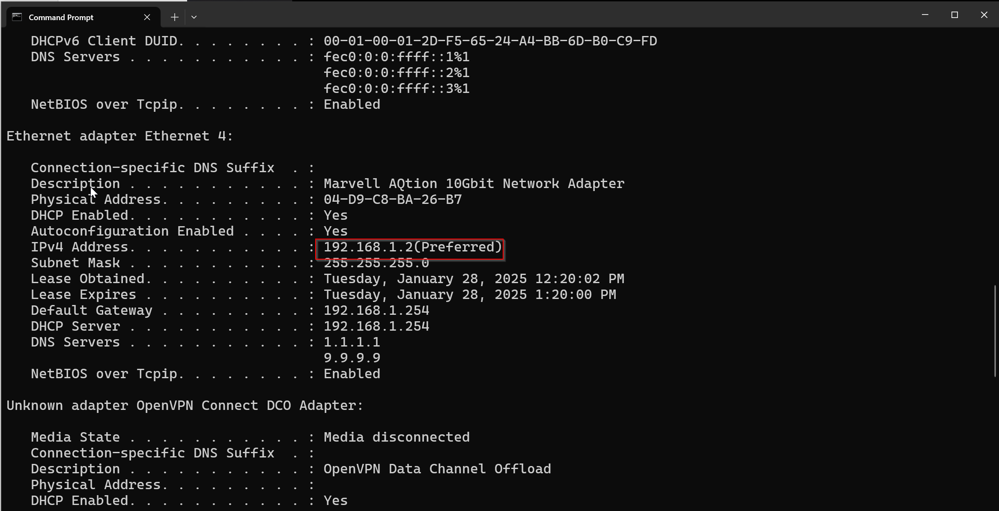 Command Prompt
DHCPv6 Client DUID. . . . . . . . : 00-01-00-01-2D-F5-65-24-A4-BB-6D-B0-C9-FD
DNS Servers . . . . . . . . . . . : fec0:0:0:ffff::1%1
fec0:0:0:ffff::2%1
fec0:0:0:ffff::3%1
NetBIOS over Tcpip. . . . . . . . : Enabled
Ethernet adapter Ethernet 4:
Connection-specific DNS Suffix  . :
Description . . . . . . . . . . . : Marvell AQtion 10Gbit Network Adapter
Physical Address. . . . . . . . . : 04-D9-C8-BA-26-B7
DHCP Enabled. . . . . . . . . . . : Yes
Autoconfiguration Enabled . . . . : Yes
IPv4 Address. . . . . . . . . . . : 192.168.1.2(Preferred)
Subnet Mask . . . . . . . . . . . : 255.255.255.0
Lease Obtained. . . . . . . . . . : Tuesday, January 28, 2025 12:20:02 PM
Lease Expires . . . . . . . . . . : Tuesday, January 28, 2025 1:20:00 PM
Default Gateway . . . . . . . . . : 192.168.1.254
DHCP Server . . . . . . . . . . . : 192.168.1.254
DNS Servers . . . . . . . . . . . : 1.1.1.1
9.9.9.9
NetBIOS over Tcpip. . . . . . . . : Enabled
Unknown adapter OpenVPN Connect DCO Adapter:
Media State . . . . . . . . . . . : Media disconnected
Connection-specific DNS Suffix  . :
Description . . . . . . . . . . . : OpenVPN Data Channel Offload
Physical Address. . . . . . . . . :
DHCP Enabled. . . . . . . . . . . : Yes